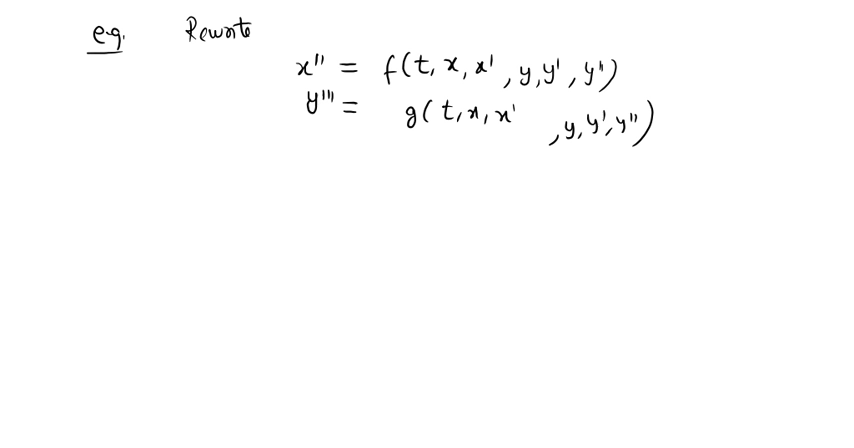 e.g. Rewrite
x'' = f(t, x, x', y, y', y'')
y''' = g(t, x, x', y, y', y'')